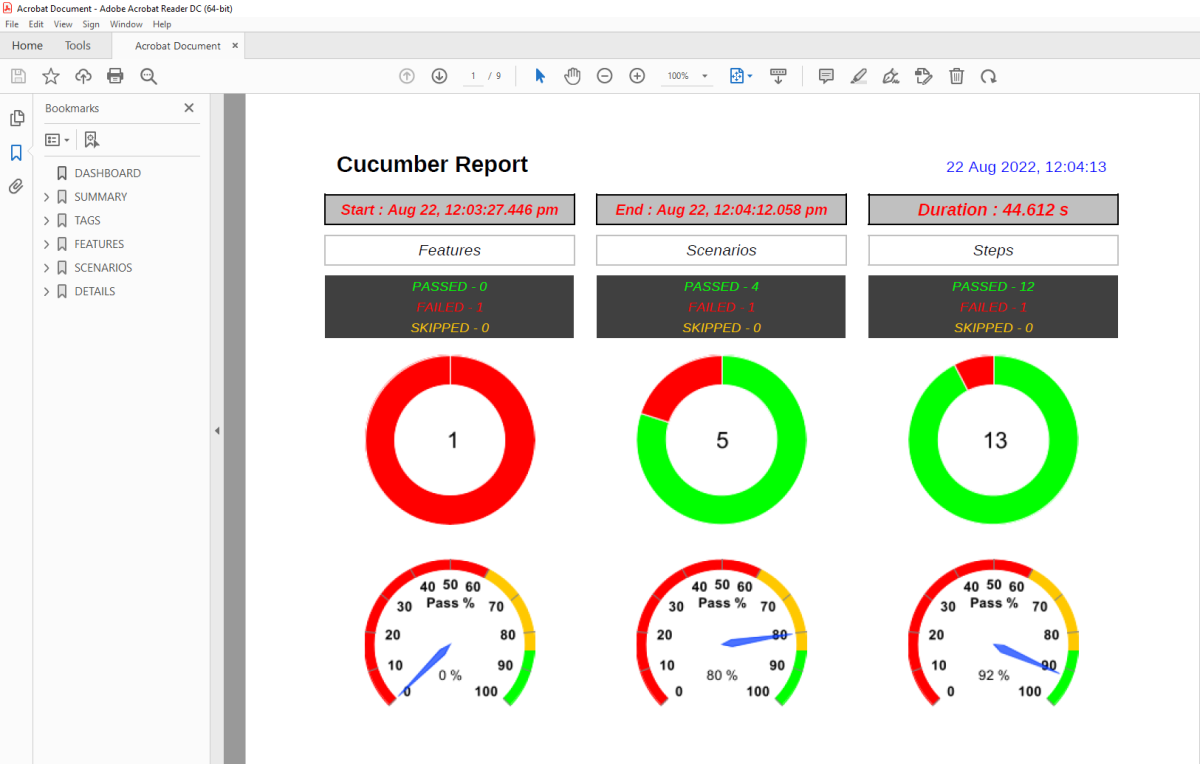 Acrobat Document - Adobe Acrobat Reader DC (64-bit)
File Edit View Sign Window Help
Home Tools Acrobat Document ×
1 / 9 100%
Bookmarks
DASHBOARD
SUMMARY
TAGS
FEATURES
SCENARIOS
DETAILS
Cucumber Report
22 Aug 2022, 12:04:13
Start : Aug 22, 12:03:27.446 pm
End : Aug 22, 12:04:12.058 pm
Duration : 44.612 s
Features
Scenarios
Steps
PASSED - 0
FAILED - 1
SKIPPED - 0
PASSED - 4
FAILED - 1
SKIPPED - 0
PASSED - 12
FAILED - 1
SKIPPED - 0
1
5
13
0 10 20 30 40 50 60 70 80 90 100
Pass %
0 %
0 10 20 30 40 50 60 70 80 90 100
Pass %
80 %
0 10 20 30 40 50 60 70 80 90 100
Pass %
92 %